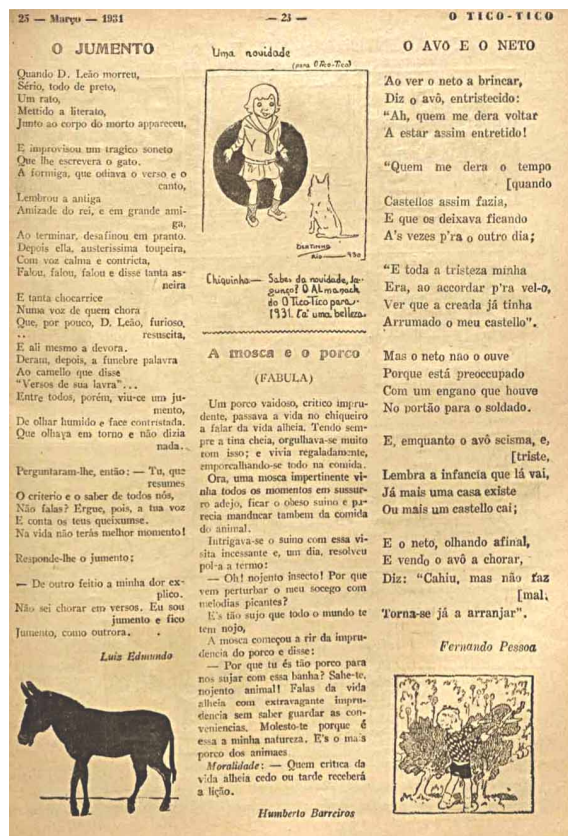 25 — Março — 1931
— 25 —
O TICO-TICO
O JUMENTO
Quando D. Leão morreu,
Sério, todo de preto,
Um rato,
Mettido a literato,
Junto ao corpo do morto appareceu,
E improvisou um tragico soneto
Que lhe escrevera o gato.
A formiga, que odiava o verso e o
canto,
Lembrou a antiga
Amizade do rei, e em grande ami-
ga,
Ao terminar, desafinou em pranto.
Depois ella, austerissima toupeira,
Com voz calma e contricta,
Falou, falou, falou e disse tanta as-
neira
E tanta chocarrice
Numa voz de quem chora
Que, por pouco, D. Leão, furioso,
.. resuscita,
E ali mesmo a devora.
Deram, depois, a funebre palavra
Ao camello que disse
"Versos de sua lavra"...
Entre todos, porém, viu-ce um ju-
mento,
De olhar humido e face contristada.
Que olhava em torno e não dizia
nada..
Perguntaram-lhe, então: — Tu, que
resumes
O criterio e o saber de todos nós,
Não falas? Ergue, pois, a tua voz
E conta os teus queixumse.
Na vida não terás melhor momento!
Responde-lhe o jumento;
— De outro feitio a minha dor ex-
plico.
Não sei chorar em versos. Eu sou
jumento e fico
Jumento, como outrora.
Luis Edmundo
Uma novidade
(para O Tico-Tico)
Rio — 930
Chiquinho — Sabes da novidade, Ja-
gunço? O Almanach
do O Tico-Tico para
1931. Ta' uma belleza.
A mosca e o porco
(FABULA)
Um porco vaidoso, critico impru-
dente, passava a vida no chiqueiro
a falar da vida alheia. Tendo sem-
pre a tina cheia, orgulhava-se muito
tom isso; e vivia regaladamente,
emporcalhando-se todo na comida.
Ora, uma mosca impertinente vi-
nha todos os momentos em sussur-
ro adejo, ficar o obeso suino e pa-
recia manducar tambem da comida
do animal.
Intrigava-se o suino com essa vi-
sita incessante e, um dia, resolveu
pol-a a termo:
— Oh! nojento insecto! Por que
vem perturbar o meu socego com
melodias picantes?
E's tão sujo que todo o mundo te
tem nojo,
A mosca começou a rir da impru-
dencia do porco e disse:
— Por que tu és tão porco para
nos sujar com essa banha? Sahe-te,
nojento animal! Falas da vida
alheia com extravagante impru-
dencia sem saber guardar as con-
veniencias. Molesto-te porque é
essa a minha natureza. E's o mais
porco dos animaes
Moralidade: — Quem critica da
vida alheia cedo ou tarde receberá
a lição.
Humberto Barreiros
O AVÔ E O NETO
Ao ver o neto a brincar,
Diz o avô, entristecido:
"Ah, quem me dera voltar
A estar assim entretido!
"Quem me dera o tempo
[quando
Castellos assim fazia,
E que os deixava ficando
A's vezes p'ra o outro dia;
"E toda a tristeza minha
Era, ao accordar p'ra vel-o,
Ver que a creada já tinha
Arrumado o meu castello".
Mas o neto nao o ouve
Porque está preoccupado
Com um engano que houve
No portão para o soldado.
E, emquanto o avô scisma, e,
[triste,
Lembra a infancia que lá vai,
Já mais uma casa existe
Ou mais um castello cai;
E o neto, olhando afinal,
E vendo o avô a chorar,
Diz: "Cahiu, mas não faz
[mal;
Torna-se já a arranjar".
Fernando Pessoa